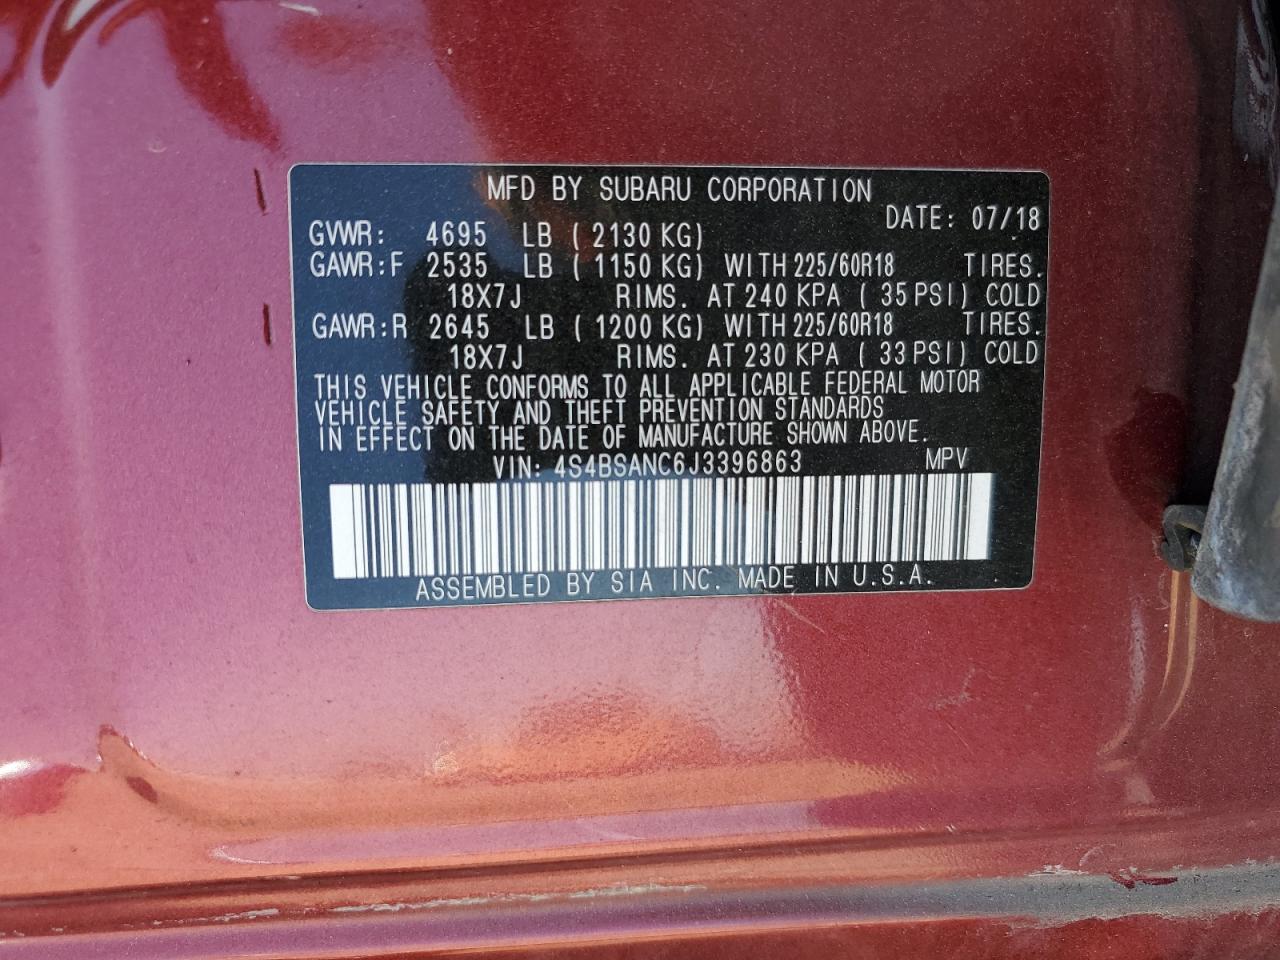 MFD BY SUBARU CORPORATION
DATE: 07/18
GVWR: 4695 LB ( 2130 KG)
GAWR:F 2535 LB ( 1150 KG) WITH 225/60R18 TIRES.
18X7J RIMS. AT 240 KPA ( 35 PSI) COLD
GAWR:R 2645 LB ( 1200 KG) WITH 225/60R18 TIRES.
18X7J RIMS. AT 230 KPA ( 33 PSI) COLD
THIS VEHICLE CONFORMS TO ALL APPLICABLE FEDERAL MOTOR
VEHICLE SAFETY AND THEFT PREVENTION STANDARDS
IN EFFECT ON THE DATE OF MANUFACTURE SHOWN ABOVE.
VIN: 4S4BSANC6J3396863 MPV
ASSEMBLED BY SIA INC. MADE IN U.S.A.